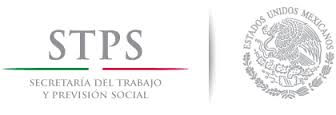 STPS
SECRETARÍA DEL TRABAJO
Y PREVISIÓN SOCIAL
ESTADOS UNIDOS MEXICANOS